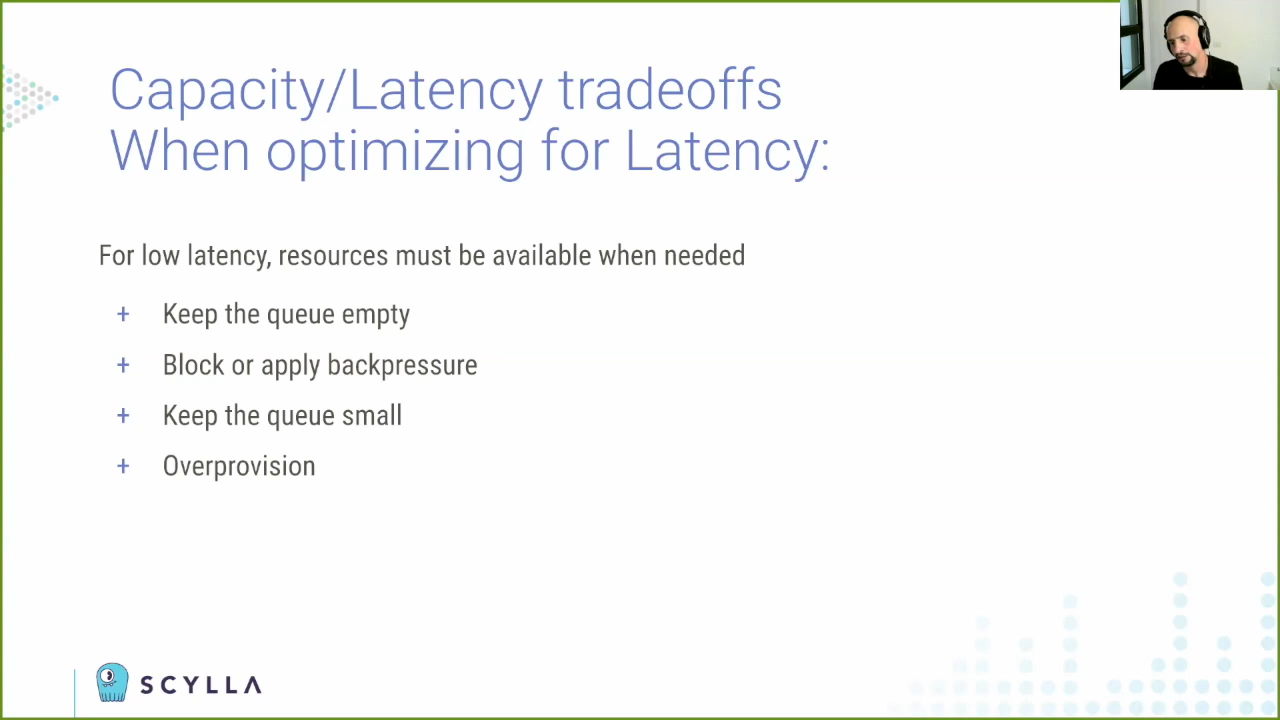 Capacity/Latency tradeoffs
When optimizing for Latency:
For low latency, resources must be available when needed
+ Keep the queue empty
+ Block or apply backpressure
+ Keep the queue small
+ Overprovision
SCYLLA